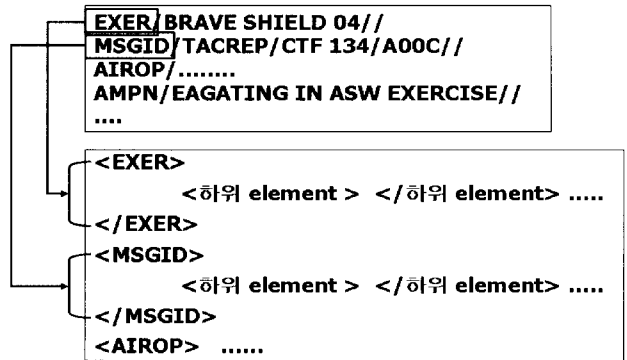 EXER/BRAVE SHIELD 04//
MSGID/TACREP/CTF 134/A00C//
AIROP/........
AMPN/EAGATING IN ASW EXERCISE//
....
<EXER>
<하위 element > </하위 element> .....
</EXER>
<MSGID>
<하위 element > </하위 element> .....
</MSGID>
<AIROP> ......